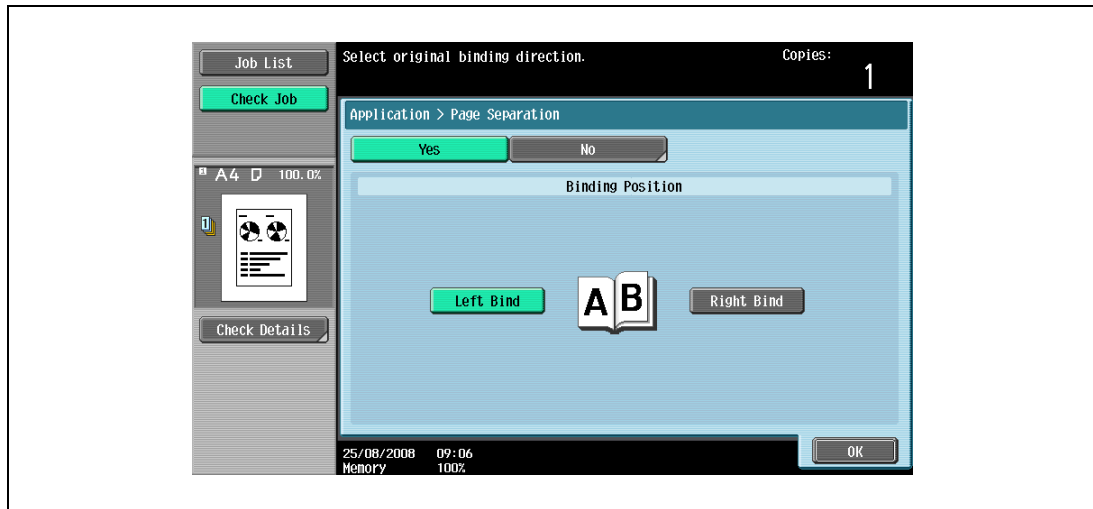 Job List
Check Job
A4 100.0%
1
Check Details
Select original binding direction.
Copies:
1
Application > Page Separation
Yes
No
Binding Position
Left Bind
A B
Right Bind
25/08/2008 09:06
Memory 100%
OK